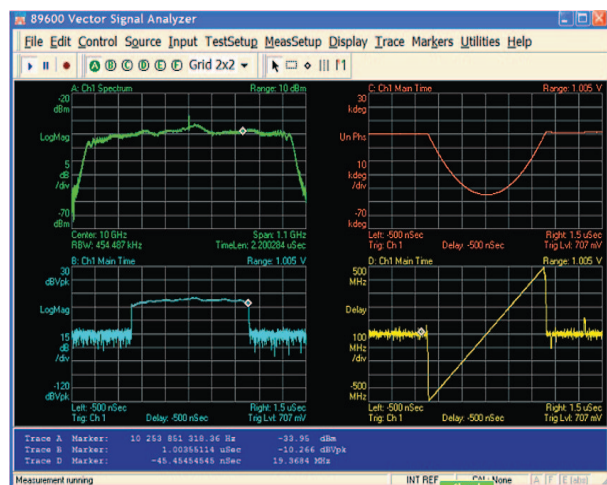 89600 Vector Signal Analyzer
File Edit Control Source Input TestSetup MeasSetup Display Trace Markers Utilities Help
A B C D E F Grid 2x2
A: Ch1 Spectrum Range: 10 dBm
-20
dBm
LogMag
5
dB
/div
-70
dBm
Center: 10 GHz Span: 1.1 GHz
RBW: 454.487 kHz TimeLen: 2.200284 uSec
C: Ch1 Main Time Range: 1.005 V
30
kdeg
Un Phs
10
kdeg
/div
-70
kdeg
Left: -500 nSec Right: 1.5 uSec
Trig: Ch 1 Delay: -500 nSec Trig Lvl: 707 mV
B: Ch1 Main Time Range: 1.005 V
30
dBVpk
LogMag
15
dB
/div
-120
dBVpk
Left: -500 nSec Right: 1.5 uSec
Trig: Ch 1 Delay: -500 nSec Trig Lvl: 707 mV
D: Ch1 Main Time Range: 1.005 V
500
MHz
Delay
100
MHz
/div
-500
MHz
Left: -500 nSec Right: 1.5 uSec
Trig: Ch 1 Delay: -500 nSec Trig Lvl: 707 mV
Trace A Marker: 10 253 851 318.36 Hz -33.95 dBm
Trace B Marker: 1.00355114 uSec -10.266 dBVpk
Trace D Marker: -45.45454545 nSec 19.3684 MHz
Measurement running INT REF CAL: None A F E (abs)